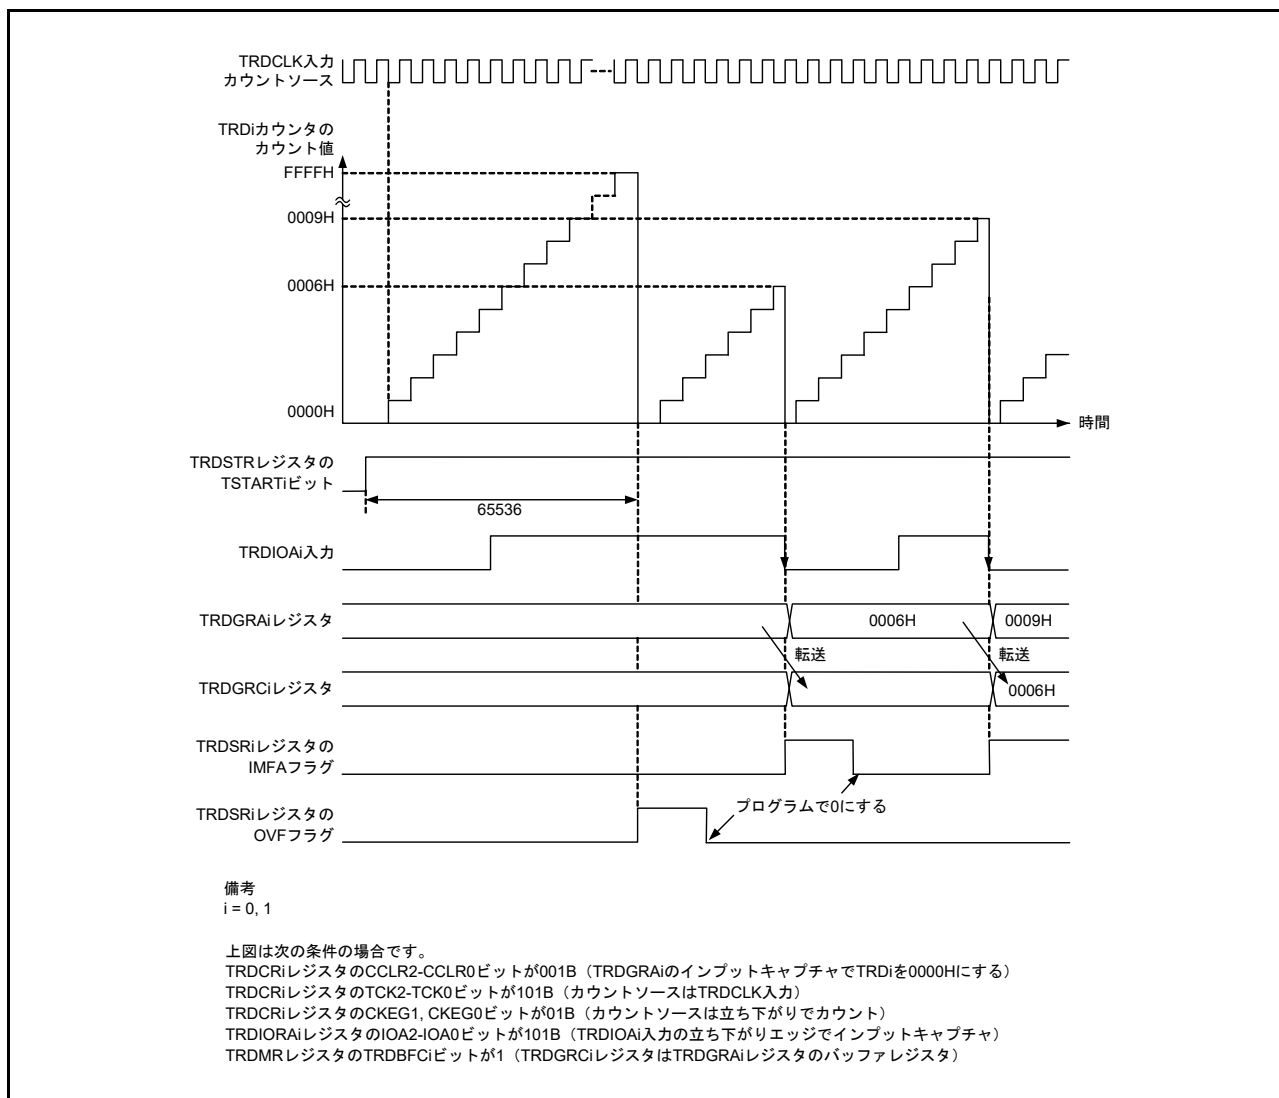 TRDCLK入力
カウントソース
TRDiカウンタの
カウント値
FFFFH
0009H
0006H
0000H
時間
TRDSTRレジスタの
TSTARTiビット
65536
TRDIOAi入力
TRDGRAiレジスタ
0006H
0009H
転送
転送
TRDGRCiレジスタ
0006H
TRDSRiレジスタの
IMFAフラグ
プログラムで0にする
TRDSRiレジスタの
OVFフラグ
備考
i = 0, 1
上図は次の条件の場合です。
TRDCRiレジスタのCCLR2-CCLR0ビットが001B（TRDGRAiのインプットキャプチャでTRDiを0000Hにする）
TRDCRiレジスタのTCK2-TCK0ビットが101B（カウントソースはTRDCLK入力）
TRDCRiレジスタのCKEG1, CKEG0ビットが01B（カウントソースは立ち下がりでカウント）
TRDIORAiレジスタのIOA2-IOA0ビットが101B（TRDIOAi入力の立ち下がりエッジでインプットキャプチャ）
TRDMRレジスタのTRDBFCiビットが1（TRDGRCiレジスタはTRDGRAiレジスタのバッファレジスタ）